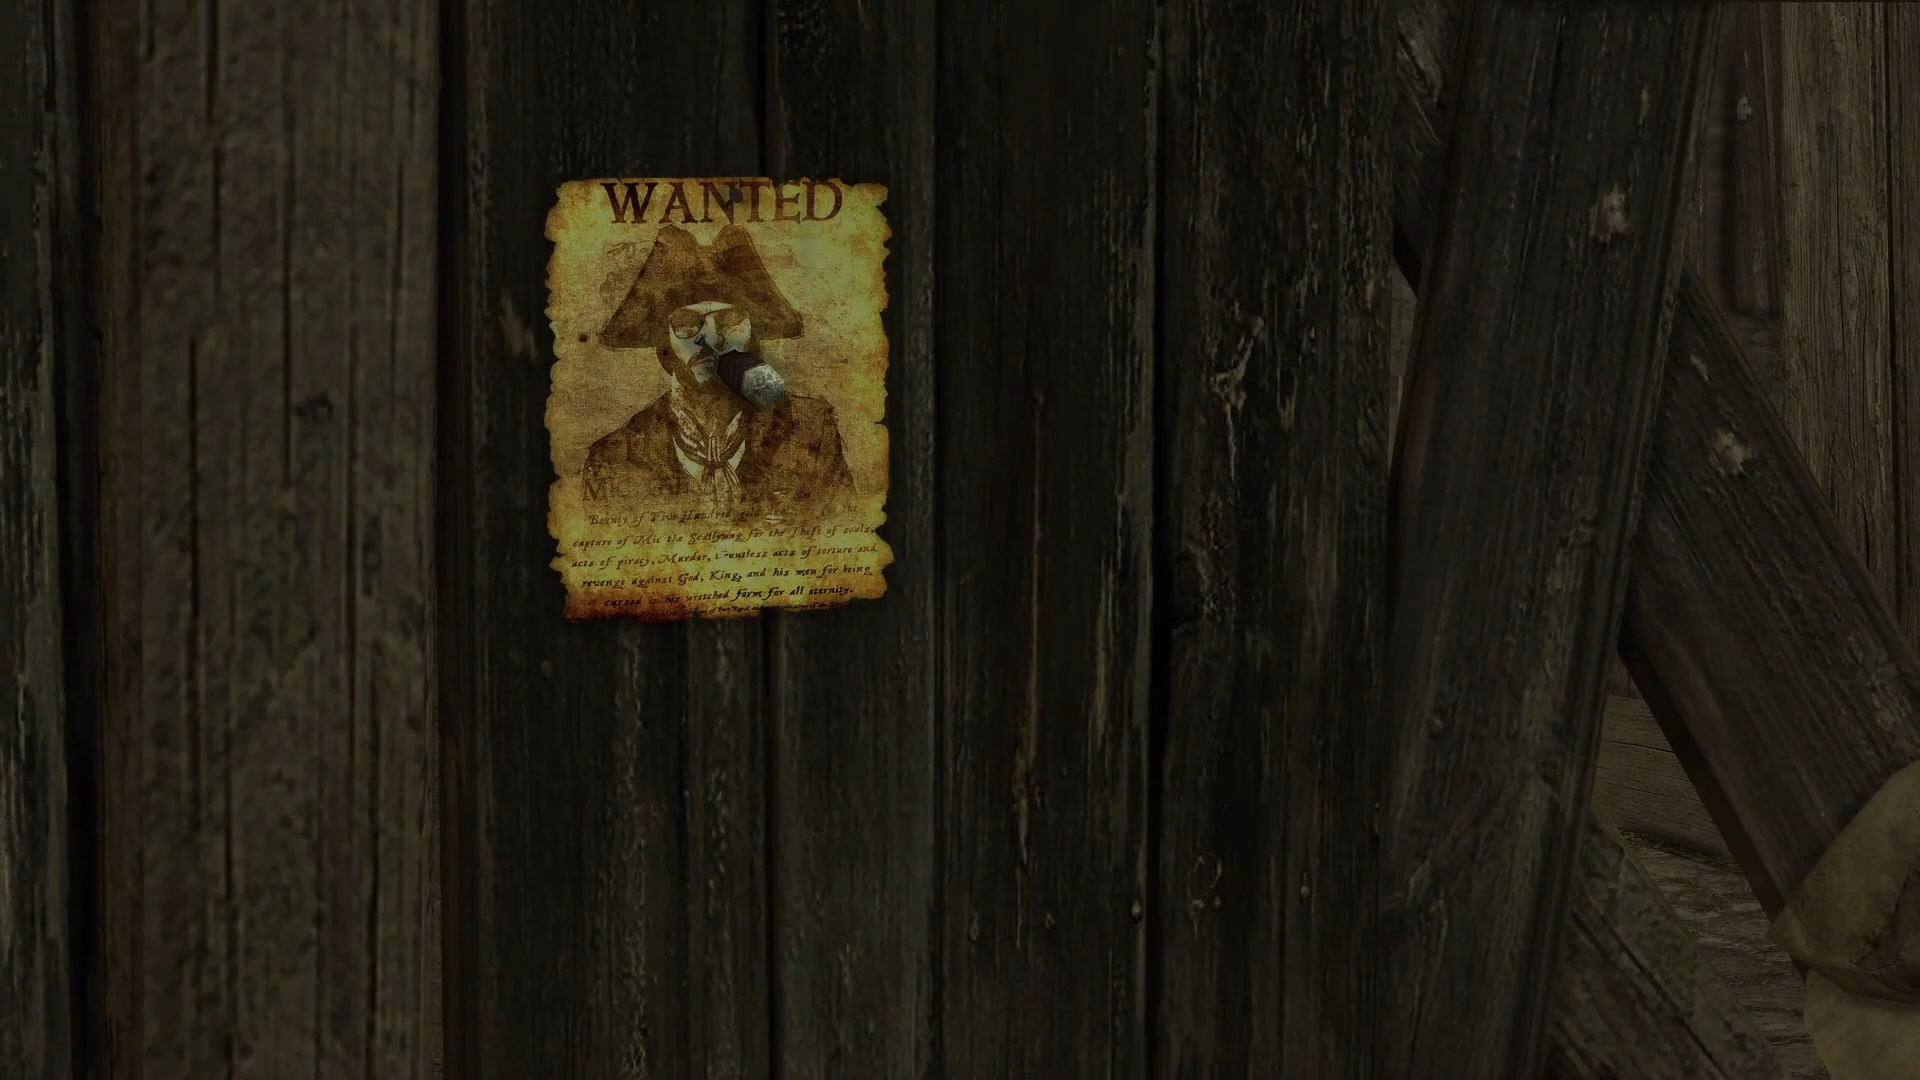 WANTED
Bounty of Five Hundred gold for the
capture of Mic the Scallywag for the Theft of souls,
acts of piracy, Murder, Countless acts of torture and
revenge against God, King, and his men for being
cursed in his wretched form for all eternity.